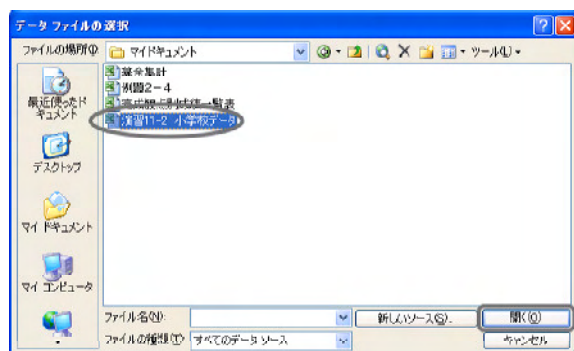 データ ファイルの選択
ファイルの場所(I):
マイドキュメント
ツール(L)
最近使ったドキュメント
デスクトップ
マイ ドキュメント
マイ コンピュータ
例題2-4
演習11-2 小学校データ
ファイル名(N):
新しいソース(S)...
開く(O)
ファイルの種類(T):
すべてのデータ ソース
キャンセル